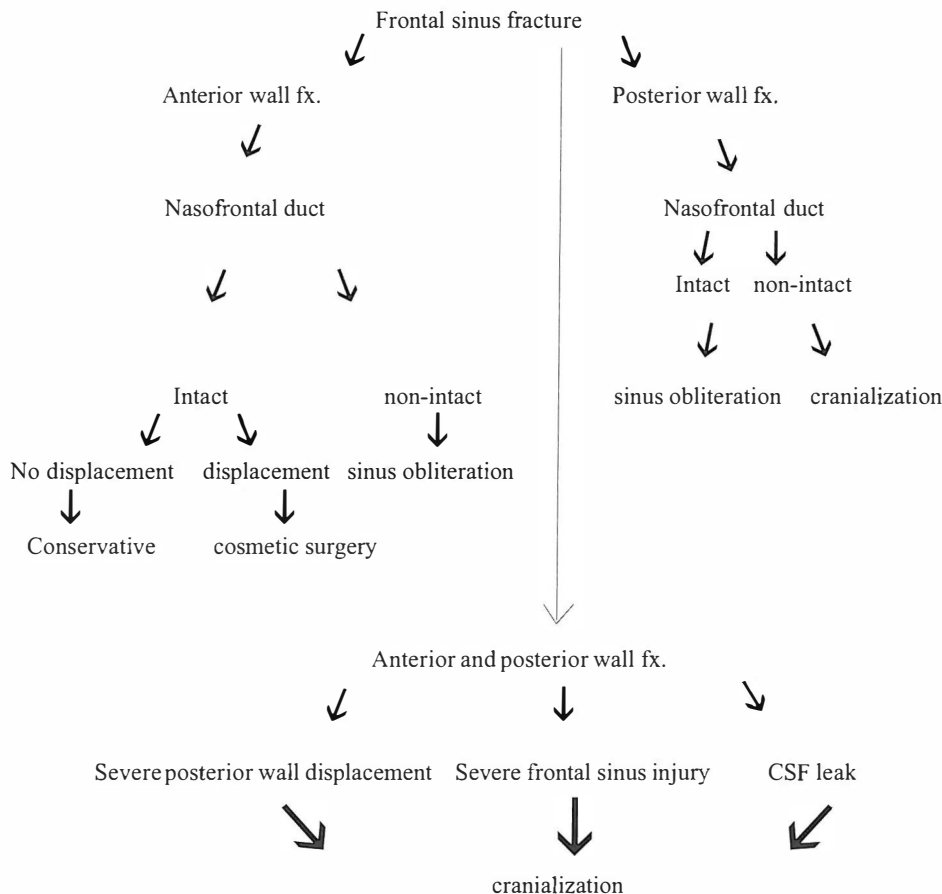 Frontal sinus fracture
Anterior wall fx.
Posterior wall fx.
Nasofrontal duct
Nasofrontal duct
Intact non-intact
Intact
non-intact
sinus obliteration
cranialization
No displacement
displacement
sinus obliteration
Conservative
cosmetic surgery
Anterior and posterior wall fx.
Severe posterior wall displacement
Severe frontal sinus injury
CSF leak
cranialization